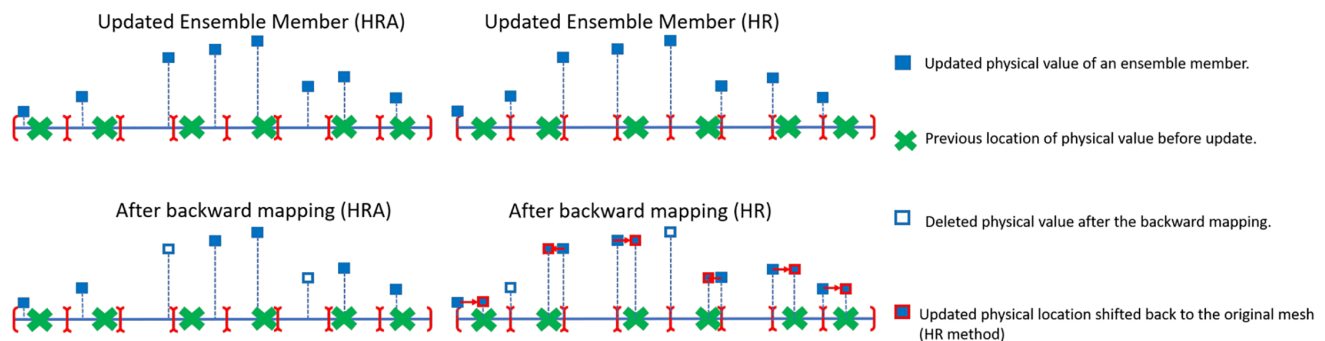 Updated Ensemble Member (HRA)
Updated Ensemble Member (HR)
After backward mapping (HRA)
After backward mapping (HR)
Updated physical value of an ensemble member.
Previous location of physical value before update.
Deleted physical value after the backward mapping.
Updated physical location shifted back to the original mesh
(HR method)